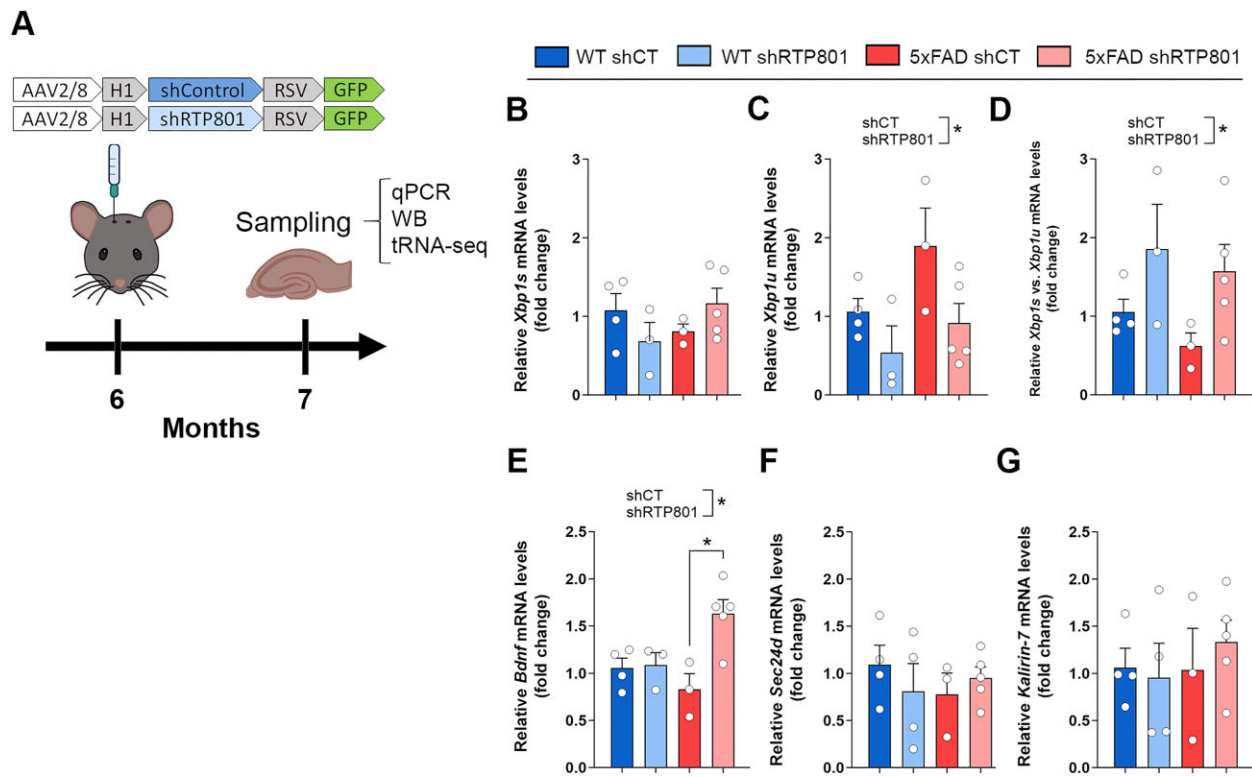 A
AAV2/8 H1 shControl RSV GFP
AAV2/8 H1 shRTP801 RSV GFP
Sampling
qPCR
WB
tRNA-seq
6 7
Months
WT shCT WT shRTP801 5xFAD shCT 5xFAD shRTP801
B
Relative Xbp1s mRNA levels
(fold change)
3
2
1
0
C
shCT
shRTP801
*
Relative Xbp1u mRNA levels
(fold change)
3
2
1
0
D
shCT
shRTP801
*
Relative Xbp1s vs. Xbp1u mRNA levels
(fold change)
3
2
1
0
E
shCT
shRTP801
*
*
Relative Bdnf mRNA levels
(fold change)
2.5
2.0
1.5
1.0
0.5
0.0
F
Relative Sec24d mRNA levels
(fold change)
2.5
2.0
1.5
1.0
0.5
0.0
G
Relative Kalirin-7 mRNA levels
(fold change)
2.5
2.0
1.5
1.0
0.5
0.0